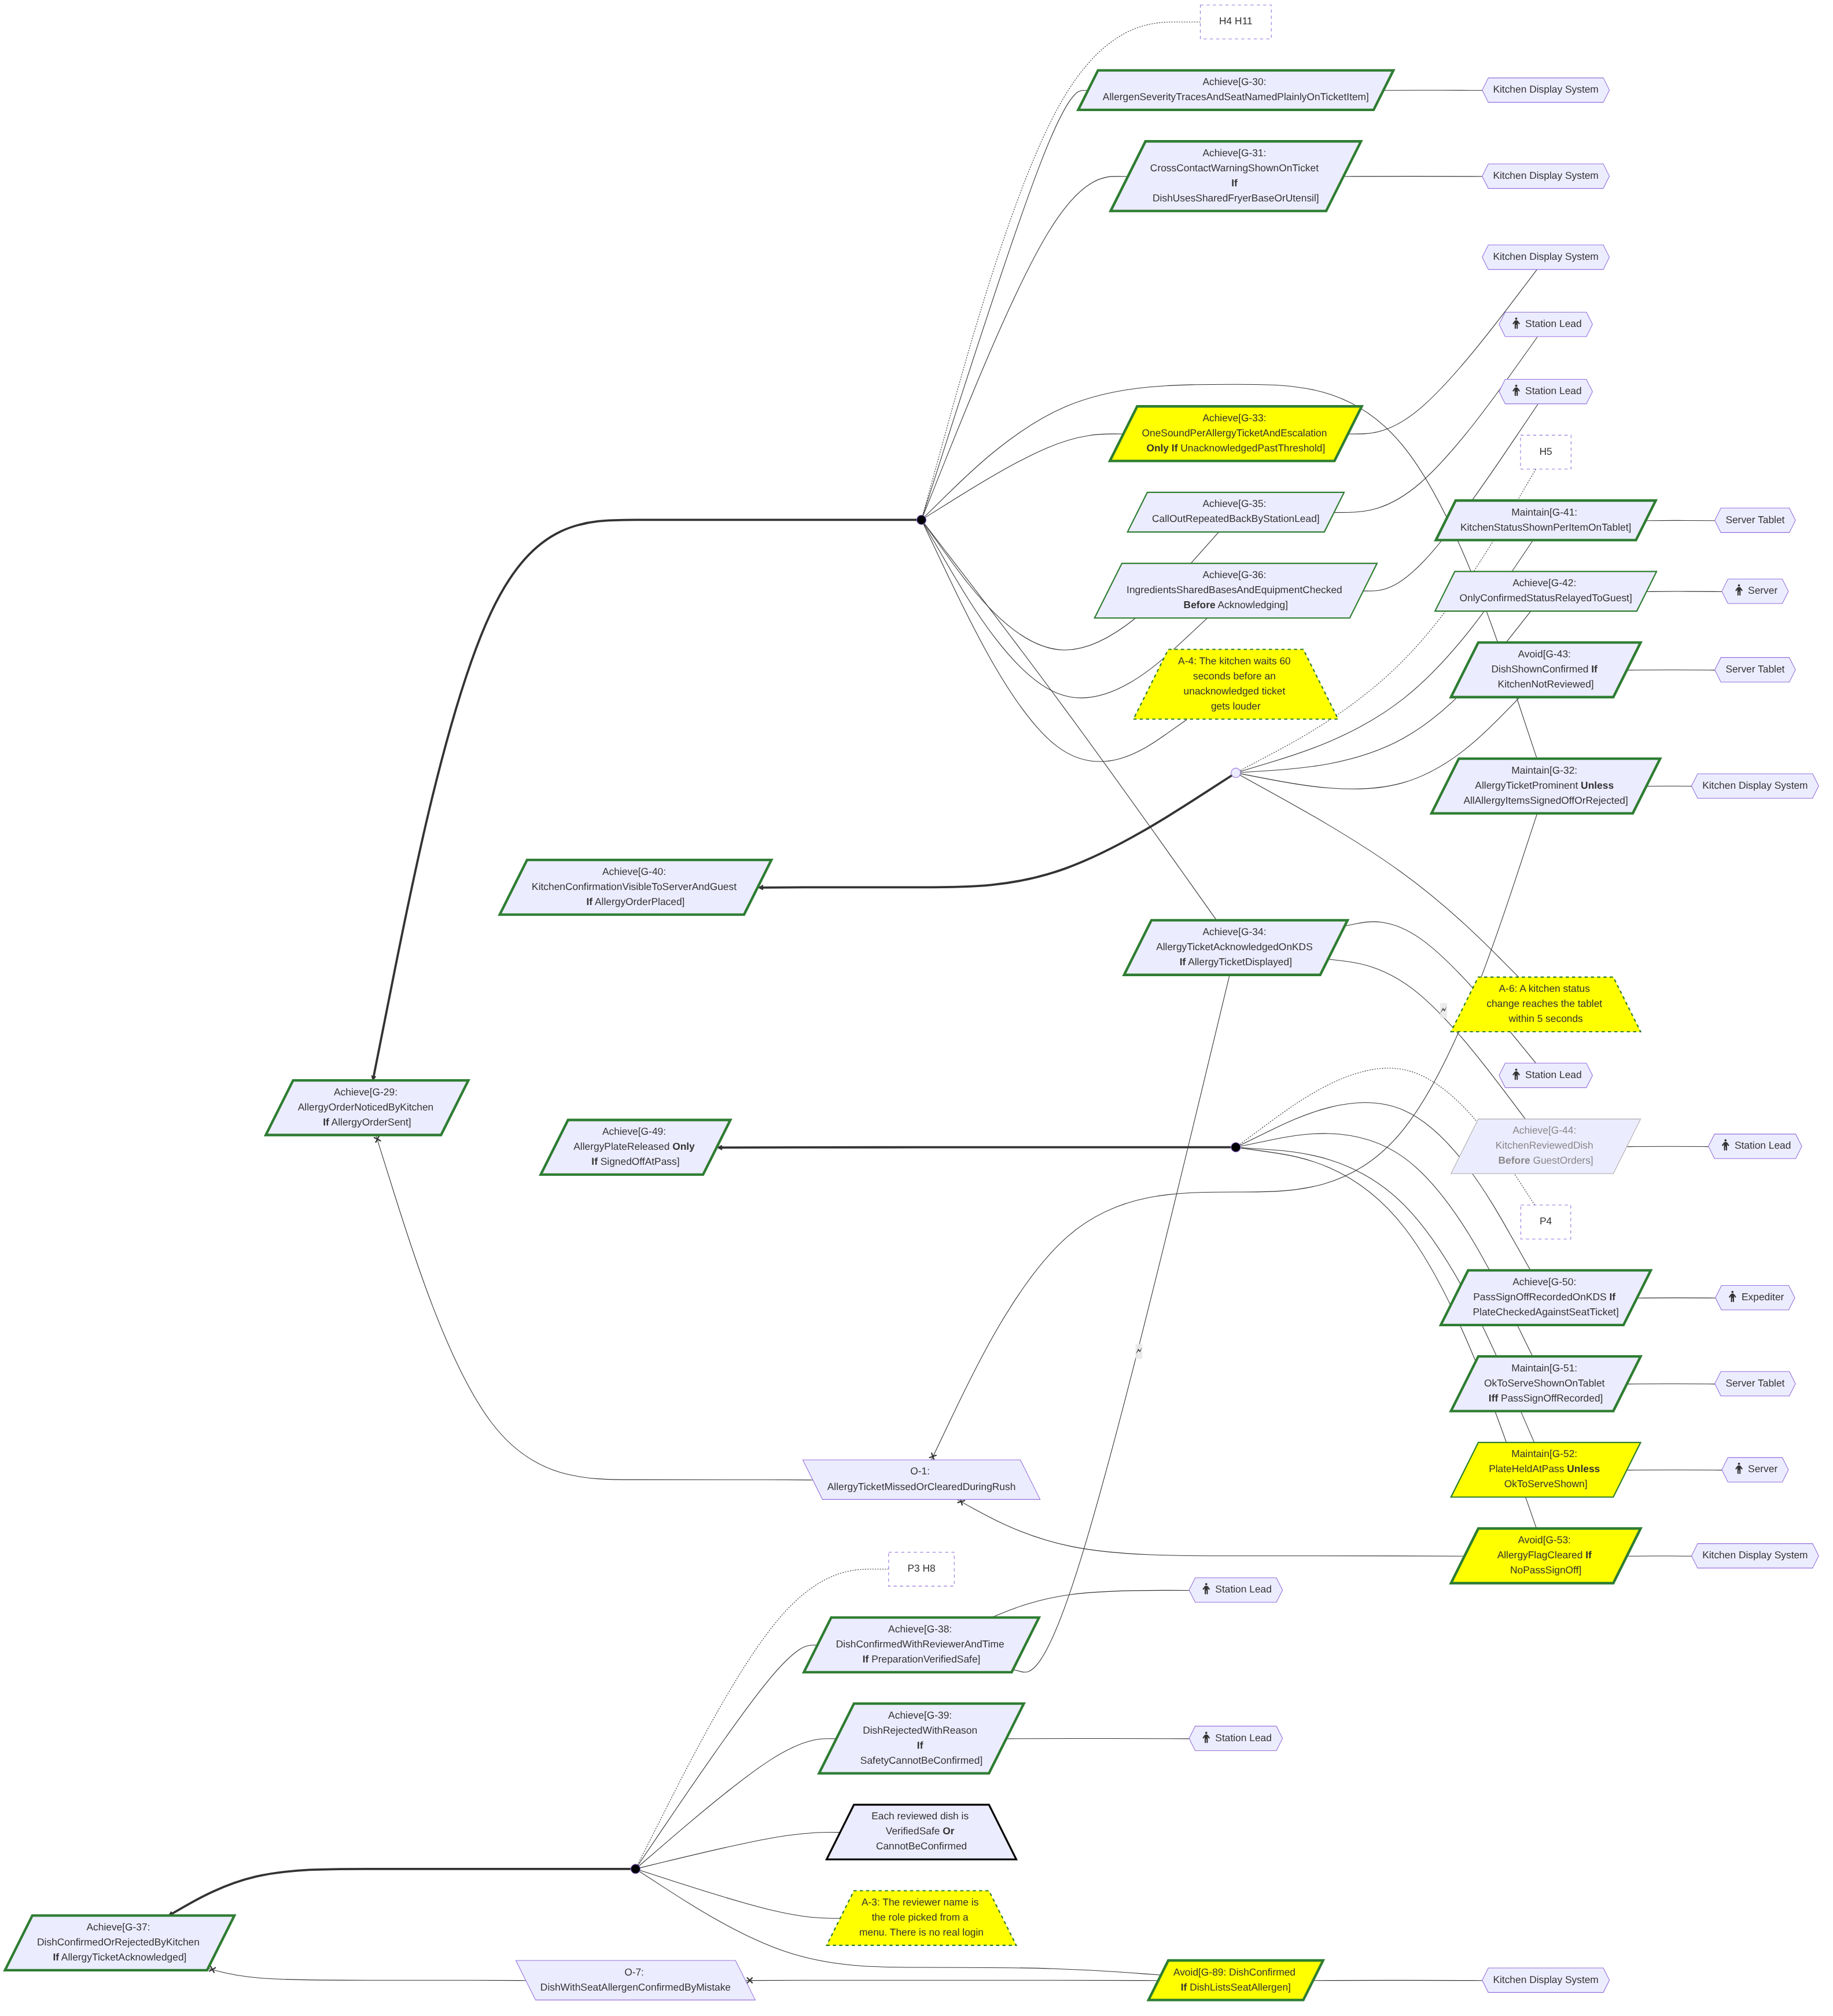 H4 H11
Achieve[G-30:
AllergenSeverityTracesAndSeatNamedPlainlyOnTicketItem]
Kitchen Display System
Achieve[G-31:
CrossContactWarningShownOnTicket
If
DishUsesSharedFryerBaseOrUtensil]
Kitchen Display System
Kitchen Display System
Station Lead
Station Lead
Achieve[G-33:
OneSoundPerAllergyTicketAndEscalation
Only If UnacknowledgedPastThreshold]
H5
Achieve[G-35:
CallOutRepeatedBackByStationLead]
Maintain[G-41:
KitchenStatusShownPerItemOnTablet]
Server Tablet
Achieve[G-36:
IngredientsSharedBasesAndEquipmentChecked
Before Acknowledging]
Achieve[G-42:
OnlyConfirmedStatusRelayedToGuest]
Server
A-4: The kitchen waits 60
seconds before an
unacknowledged ticket
gets louder
Avoid[G-43:
DishShownConfirmed If
KitchenNotReviewed]
Server Tablet
Maintain[G-32:
AllergyTicketProminent Unless
AllAllergyItemsSignedOffOrRejected]
Kitchen Display System
Achieve[G-40:
KitchenConfirmationVisibleToServerAndGuest
If AllergyOrderPlaced]
Achieve[G-34:
AllergyTicketAcknowledgedOnKDS
If AllergyTicketDisplayed]
A-6: A kitchen status
change reaches the tablet
within 5 seconds
Station Lead
Achieve[G-29:
AllergyOrderNoticedByKitchen
If AllergyOrderSent]
Achieve[G-49:
AllergyPlateReleased Only
If SignedOffAtPass]
Achieve[G-44:
KitchenReviewedDish
Before GuestOrders]
Station Lead
P4
Achieve[G-50:
PassSignOffRecordedOnKDS If
PlateCheckedAgainstSeatTicket]
Expediter
Maintain[G-51:
OkToServeShownOnTablet
Iff PassSignOffRecorded]
Server Tablet
O-1:
AllergyTicketMissedOrClearedDuringRush
Maintain[G-52:
PlateHeldAtPass Unless
OkToServeShown]
Server
Avoid[G-53:
AllergyFlagCleared If
NoPassSignOff]
Kitchen Display System
P3 H8
Station Lead
Achieve[G-38:
DishConfirmedWithReviewerAndTime
If PreparationVerifiedSafe]
Achieve[G-39:
DishRejectedWithReason
If
SafetyCannotBeConfirmed]
Station Lead
Each reviewed dish is
VerifiedSafe Or
CannotBeConfirmed
A-3: The reviewer name is
the role picked from a
menu. There is no real login
Achieve[G-37:
DishConfirmedOrRejectedByKitchen
If AllergyTicketAcknowledged]
O-7:
DishWithSeatAllergenConfirmedByMistake
Avoid[G-89: DishConfirmed
If DishListsSeatAllergen]
Kitchen Display System